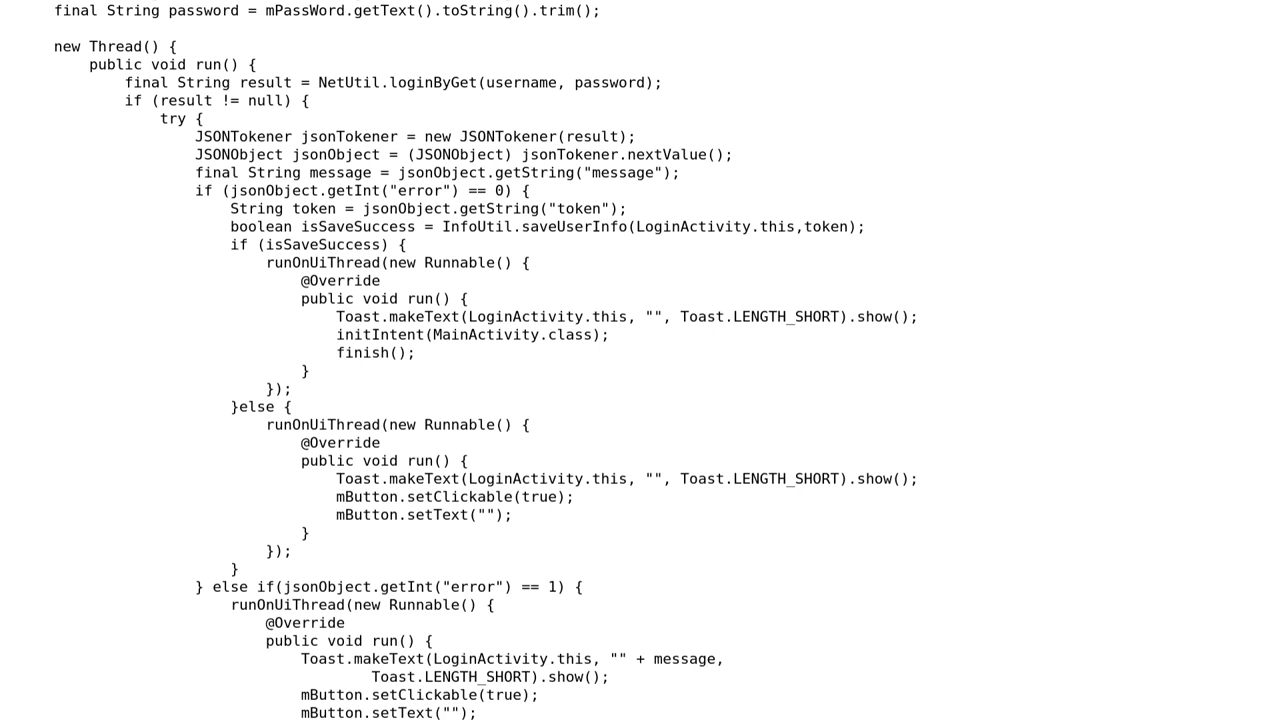 final String password = mPassWord.getText().toString().trim();
new Thread() {
public void run() {
final String result = NetUtil.loginByGet(username, password);
if (result != null) {
try {
JSONTokener jsonTokener = new JSONTokener(result);
JSONObject jsonObject = (JSONObject) jsonTokener.nextValue();
final String message = jsonObject.getString("message");
if (jsonObject.getInt("error") == 0) {
String token = jsonObject.getString("token");
boolean isSaveSuccess = InfoUtil.saveUserInfo(LoginActivity.this,token);
if (isSaveSuccess) {
runOnUiThread(new Runnable() {
@Override
public void run() {
Toast.makeText(LoginActivity.this, "", Toast.LENGTH_SHORT).show();
initIntent(MainActivity.class);
finish();
}
});
}else {
runOnUiThread(new Runnable() {
@Override
public void run() {
Toast.makeText(LoginActivity.this, "", Toast.LENGTH_SHORT).show();
mButton.setClickable(true);
mButton.setText("");
}
});
}
} else if(jsonObject.getInt("error") == 1) {
runOnUiThread(new Runnable() {
@Override
public void run() {
Toast.makeText(LoginActivity.this, "" + message,
Toast.LENGTH_SHORT).show();
mButton.setClickable(true);
mButton.setText("");